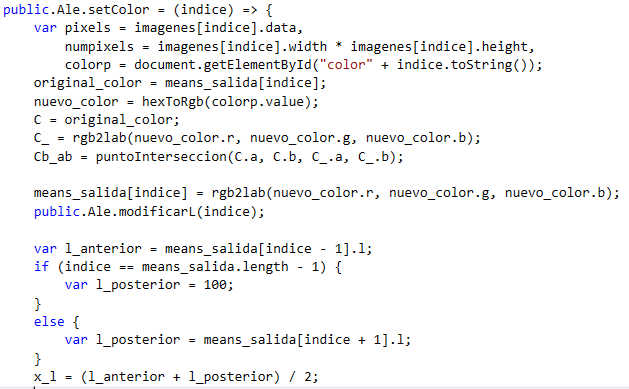 public.Ale.setColor = (indice) => {
    var pixels = imagenes[indice].data,
        numpixels = imagenes[indice].width * imagenes[indice].height,
        colorp = document.getElementById("color" + indice.toString());
    original_color = means_salida[indice];
    nuevo_color = hexToRgb(colorp.value);
    C = original_color;
    C_ = rgb2lab(nuevo_color.r, nuevo_color.g, nuevo_color.b);
    Cb_ab = puntoInterseccion(C.a, C.b, C_.a, C_.b);

    means_salida[indice] = rgb2lab(nuevo_color.r, nuevo_color.g, nuevo_color.b);
    public.Ale.modificarL(indice);

    var l_anterior = means_salida[indice - 1].l;
    if (indice == means_salida.length - 1) {
        var l_posterior = 100;
    }
    else {
        var l_posterior = means_salida[indice + 1].l;
    }
    x_l = (l_anterior + l_posterior) / 2;